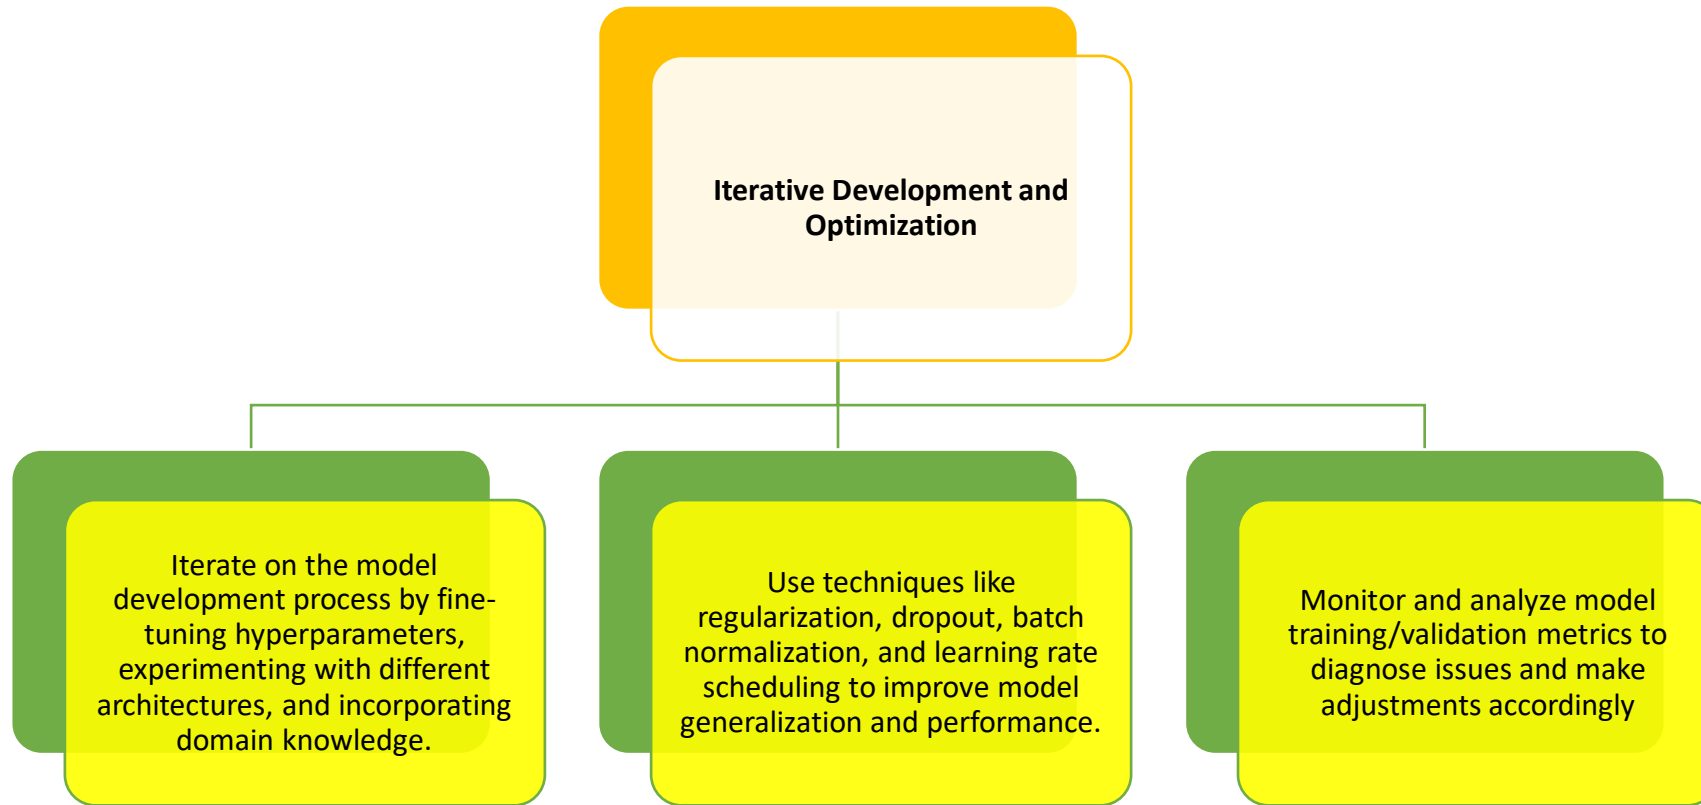 Iterative Development and
Optimization
Iterate on the model
development process by fine-
tuning hyperparameters,
experimenting with different
architectures, and incorporating
domain knowledge.
Use techniques like
regularization, dropout, batch
normalization, and learning rate
scheduling to improve model
generalization and performance.
Monitor and analyze model
training/validation metrics to
diagnose issues and make
adjustments accordingly